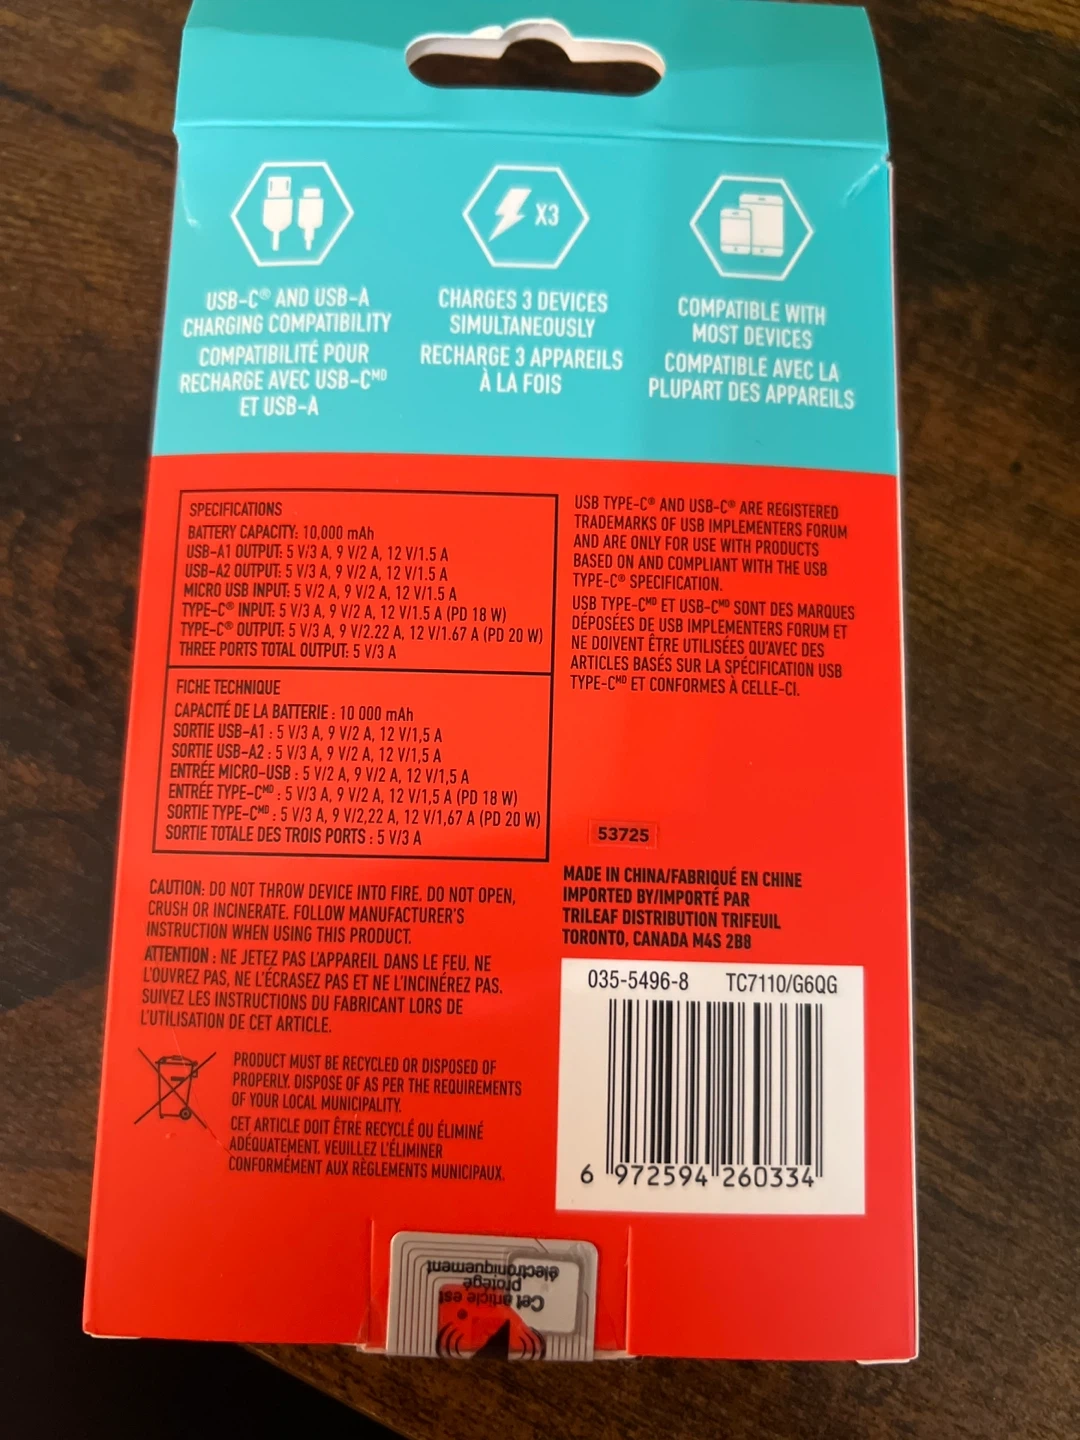 X3
USB-C® AND USB-A
CHARGING COMPATIBILITY
COMPATIBILITÉ POUR
RECHARGE AVEC USB-Cᴹᴰ
ET USB-A
CHARGES 3 DEVICES
SIMULTANEOUSLY
RECHARGE 3 APPAREILS
À LA FOIS
COMPATIBLE WITH
MOST DEVICES
COMPATIBLE AVEC LA
PLUPART DES APPAREILS
SPECIFICATIONS
BATTERY CAPACITY: 10,000 mAh
USB-A1 OUTPUT: 5 V/3 A, 9 V/2 A, 12 V/1.5 A
USB-A2 OUTPUT: 5 V/3 A, 9 V/2 A, 12 V/1.5 A
MICRO USB INPUT: 5 V/2 A, 9 V/2 A, 12 V/1.5 A
TYPE-C® INPUT: 5 V/3 A, 9 V/2 A, 12 V/1.5 A (PD 18 W)
TYPE-C® OUTPUT: 5 V/3 A, 9 V/2.22 A, 12 V/1.67 A (PD 20 W)
THREE PORTS TOTAL OUTPUT: 5 V/3 A
FICHE TECHNIQUE
CAPACITÉ DE LA BATTERIE : 10 000 mAh
SORTIE USB-A1 : 5 V/3 A, 9 V/2 A, 12 V/1,5 A
SORTIE USB-A2 : 5 V/3 A, 9 V/2 A, 12 V/1,5 A
ENTRÉE MICRO-USB : 5 V/2 A, 9 V/2 A, 12 V/1,5 A
ENTRÉE TYPE-Cᴹᴰ : 5 V/3 A, 9 V/2 A, 12 V/1,5 A (PD 18 W)
SORTIE TYPE-Cᴹᴰ : 5 V/3 A, 9 V/2,22 A, 12 V/1,67 A (PD 20 W)
SORTIE TOTALE DES TROIS PORTS : 5 V/3 A
USB TYPE-C® AND USB-C® ARE REGISTERED
TRADEMARKS OF USB IMPLEMENTERS FORUM
AND ARE ONLY FOR USE WITH PRODUCTS
BASED ON AND COMPLIANT WITH THE USB
TYPE-C® SPECIFICATION.
USB TYPE-Cᴹᴰ ET USB-Cᴹᴰ SONT DES MARQUES
DÉPOSÉES DE USB IMPLEMENTERS FORUM ET
NE DOIVENT ÊTRE UTILISÉES QU'AVEC DES
ARTICLES BASÉS SUR LA SPÉCIFICATION USB
TYPE-Cᴹᴰ ET CONFORMES À CELLE-CI.
CAUTION: DO NOT THROW DEVICE INTO FIRE. DO NOT OPEN,
CRUSH OR INCINERATE. FOLLOW MANUFACTURER'S
INSTRUCTION WHEN USING THIS PRODUCT.
ATTENTION : NE JETEZ PAS L'APPAREIL DANS LE FEU. NE
L'OUVREZ PAS, NE L'ÉCRASEZ PAS ET NE L'INCINÉREZ PAS.
SUIVEZ LES INSTRUCTIONS DU FABRICANT LORS DE
L'UTILISATION DE CET ARTICLE.
PRODUCT MUST BE RECYCLED OR DISPOSED OF
PROPERLY. DISPOSE OF AS PER THE REQUIREMENTS
OF YOUR LOCAL MUNICIPALITY.
CET ARTICLE DOIT ÊTRE RECYCLÉ OU ÉLIMINÉ
ADÉQUATEMENT. VEUILLEZ L'ÉLIMINER
CONFORMÉMENT AUX RÈGLEMENTS MUNICIPAUX.
53725
MADE IN CHINA/FABRIQUÉ EN CHINE
IMPORTED BY/IMPORTÉ PAR
TRILEAF DISTRIBUTION TRIFEUIL
TORONTO, CANADA M4S 2B8
035-5496-8 TC7110/G6QG
6 972594 260334
Cet article est
protégé
électroniquement